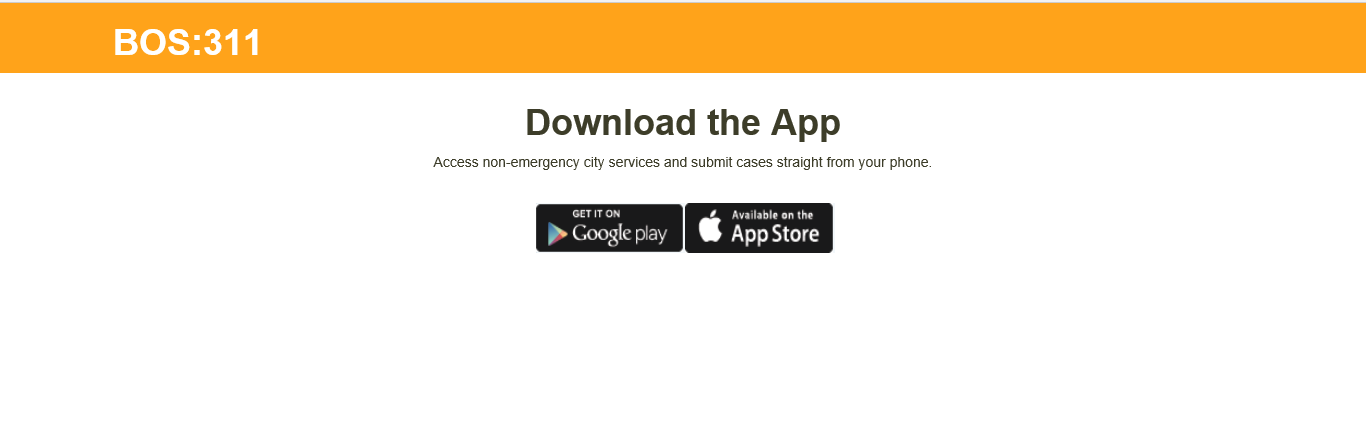 BOS:311
Download the App
Access non-emergency city services and submit cases straight from your phone.
GET IT ON
Google play
Available on the
App Store